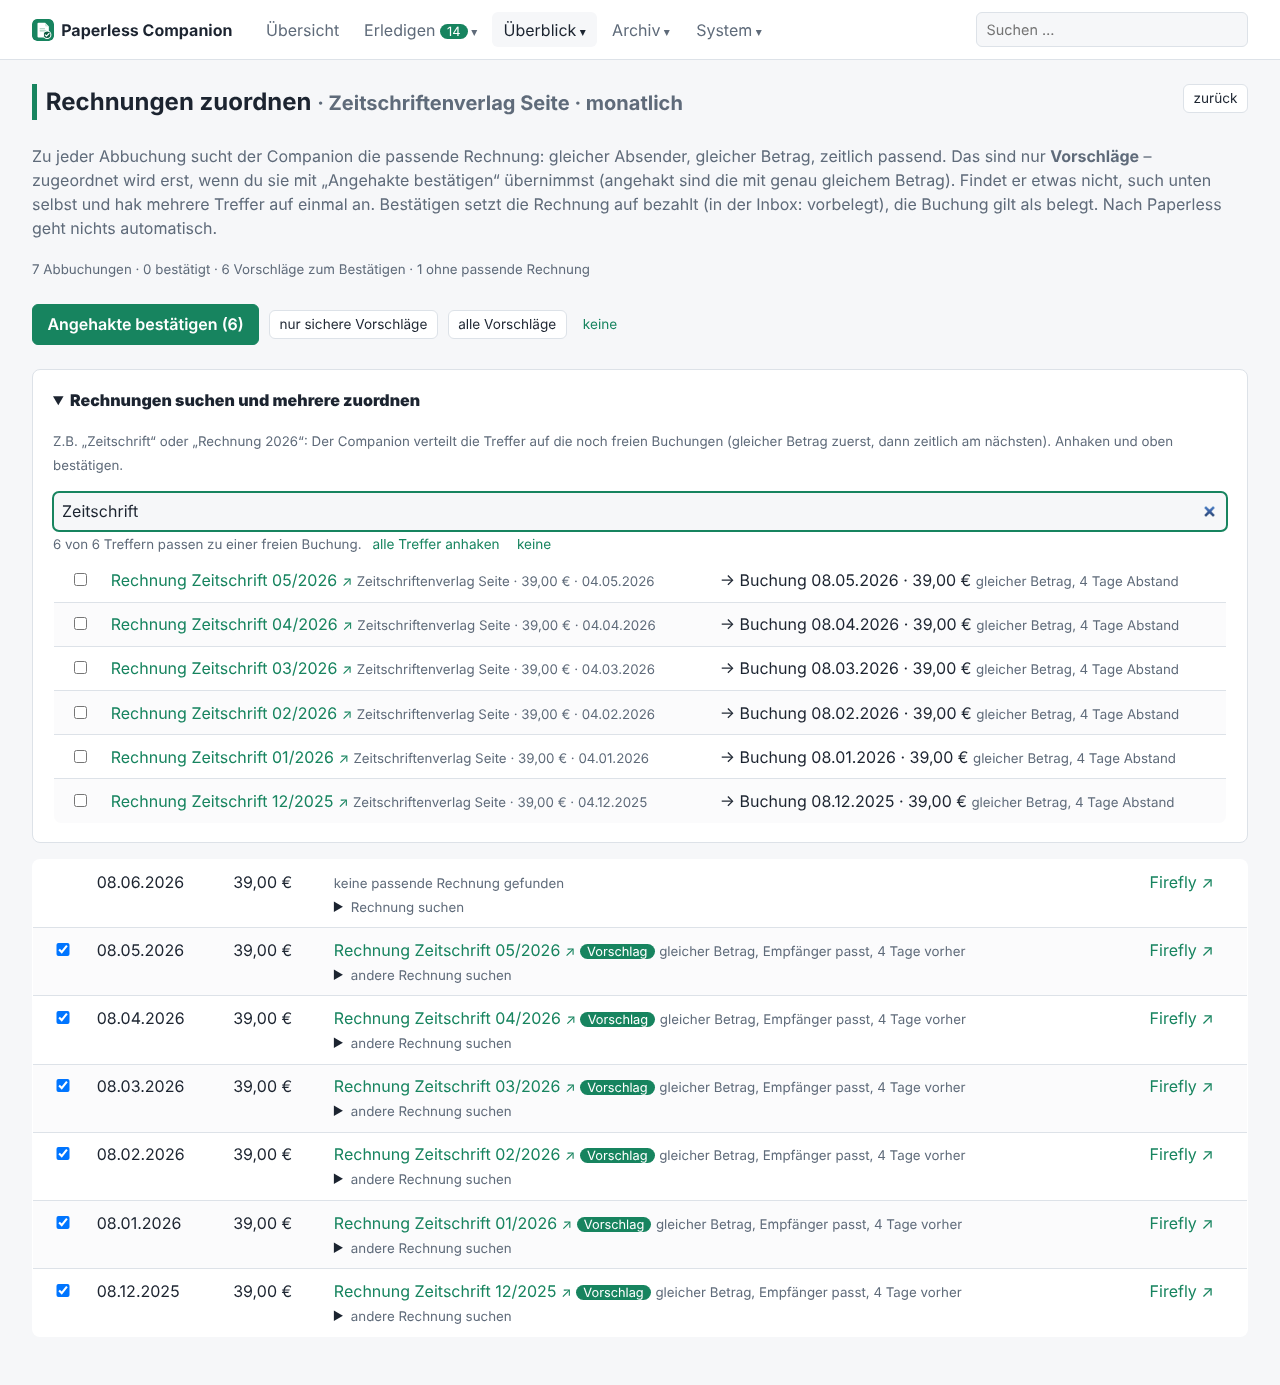 Paperless Companion Übersicht Erledigen 14 ▾ Überblick ▾ Archiv ▾ System ▾ Suchen ...
Rechnungen zuordnen · Zeitschriftenverlag Seite · monatlich zurück
Zu jeder Abbuchung sucht der Companion die passende Rechnung: gleicher Absender, gleicher Betrag, zeitlich passend. Das sind nur Vorschläge –
zugeordnet wird erst, wenn du sie mit „Angehakte bestätigen“ übernimmst (angehakt sind die mit genau gleichem Betrag). Findet er etwas nicht, such unten
selbst und hak mehrere Treffer auf einmal an. Bestätigen setzt die Rechnung auf bezahlt (in der Inbox: vorbelegt), die Buchung gilt als belegt. Nach Paperless
geht nichts automatisch.
7 Abbuchungen · 0 bestätigt · 6 Vorschläge zum Bestätigen · 1 ohne passende Rechnung
Angehakte bestätigen (6) nur sichere Vorschläge alle Vorschläge keine
▼ Rechnungen suchen und mehrere zuordnen
Z.B. „Zeitschrift“ oder „Rechnung 2026“: Der Companion verteilt die Treffer auf die noch freien Buchungen (gleicher Betrag zuerst, dann zeitlich am nächsten). Anhaken und oben
bestätigen.
Zeitschrift
6 von 6 Treffern passen zu einer freien Buchung. alle Treffer anhaken keine
Rechnung Zeitschrift 05/2026 ↗ Zeitschriftenverlag Seite · 39,00 € · 04.05.2026 → Buchung 08.05.2026 · 39,00 € gleicher Betrag, 4 Tage Abstand
Rechnung Zeitschrift 04/2026 ↗ Zeitschriftenverlag Seite · 39,00 € · 04.04.2026 → Buchung 08.04.2026 · 39,00 € gleicher Betrag, 4 Tage Abstand
Rechnung Zeitschrift 03/2026 ↗ Zeitschriftenverlag Seite · 39,00 € · 04.03.2026 → Buchung 08.03.2026 · 39,00 € gleicher Betrag, 4 Tage Abstand
Rechnung Zeitschrift 02/2026 ↗ Zeitschriftenverlag Seite · 39,00 € · 04.02.2026 → Buchung 08.02.2026 · 39,00 € gleicher Betrag, 4 Tage Abstand
Rechnung Zeitschrift 01/2026 ↗ Zeitschriftenverlag Seite · 39,00 € · 04.01.2026 → Buchung 08.01.2026 · 39,00 € gleicher Betrag, 4 Tage Abstand
Rechnung Zeitschrift 12/2025 ↗ Zeitschriftenverlag Seite · 39,00 € · 04.12.2025 → Buchung 08.12.2025 · 39,00 € gleicher Betrag, 4 Tage Abstand
08.06.2026 39,00 € keine passende Rechnung gefunden Firefly ↗
▶ Rechnung suchen
08.05.2026 39,00 € Rechnung Zeitschrift 05/2026 ↗ Vorschlag gleicher Betrag, Empfänger passt, 4 Tage vorher Firefly ↗
▶ andere Rechnung suchen
08.04.2026 39,00 € Rechnung Zeitschrift 04/2026 ↗ Vorschlag gleicher Betrag, Empfänger passt, 4 Tage vorher Firefly ↗
▶ andere Rechnung suchen
08.03.2026 39,00 € Rechnung Zeitschrift 03/2026 ↗ Vorschlag gleicher Betrag, Empfänger passt, 4 Tage vorher Firefly ↗
▶ andere Rechnung suchen
08.02.2026 39,00 € Rechnung Zeitschrift 02/2026 ↗ Vorschlag gleicher Betrag, Empfänger passt, 4 Tage vorher Firefly ↗
▶ andere Rechnung suchen
08.01.2026 39,00 € Rechnung Zeitschrift 01/2026 ↗ Vorschlag gleicher Betrag, Empfänger passt, 4 Tage vorher Firefly ↗
▶ andere Rechnung suchen
08.12.2025 39,00 € Rechnung Zeitschrift 12/2025 ↗ Vorschlag gleicher Betrag, Empfänger passt, 4 Tage vorher Firefly ↗
▶ andere Rechnung suchen